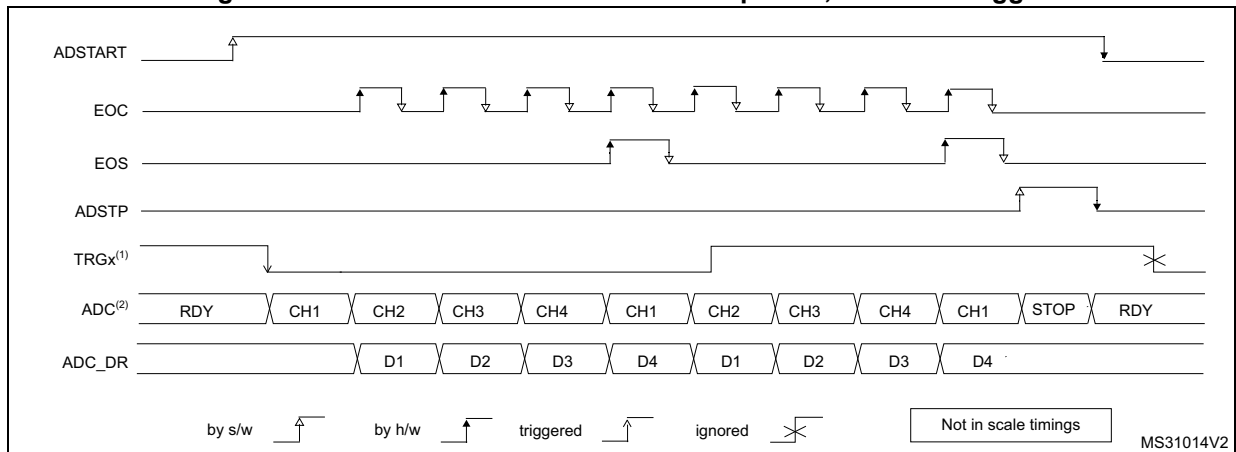 ADSTART
EOC
EOS
ADSTP
TRGx(1)
ADC(2) RDY CH1 CH2 CH3 CH4 CH1 CH2 CH3 CH4 CH1 STOP RDY
ADC_DR D1 D2 D3 D4 D1 D2 D3 D4
by s/w by h/w triggered ignored Not in scale timings
MS31014V2